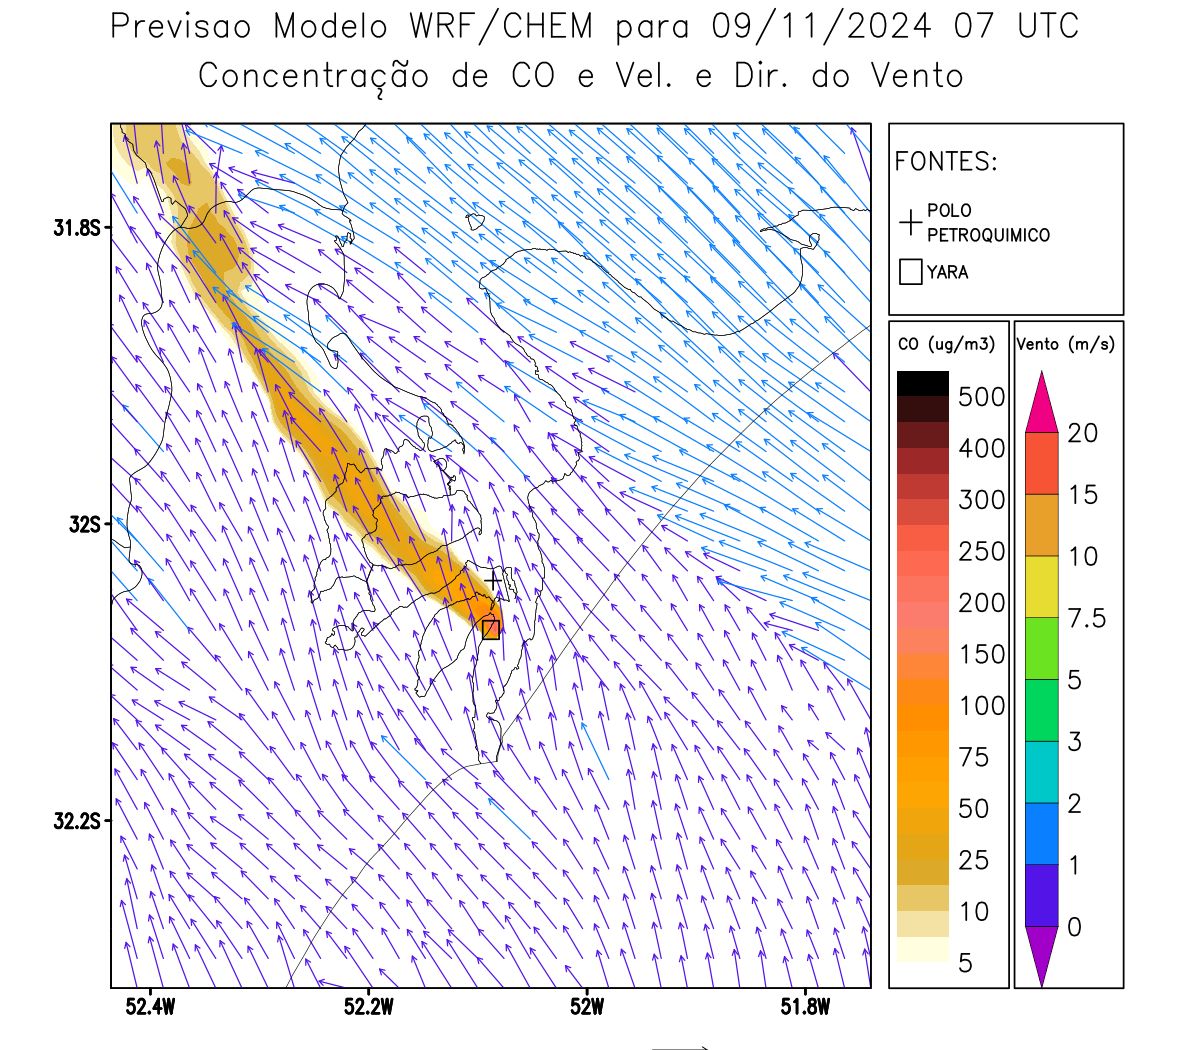 Previsao Modelo WRF/CHEM para 09/11/2024 07 UTC
Concentração de CO e Vel. e Dir. do Vento
FONTES:
POLO
PETROQUIMICO
YARA
CO (ug/m3)
500
400
300
250
200
150
100
75
50
25
10
5
Vento (m/s)
20
15
10
7.5
5
3
2
1
0
31.8S
32S
32.2S
52.4W
52.2W
52W
51.8W